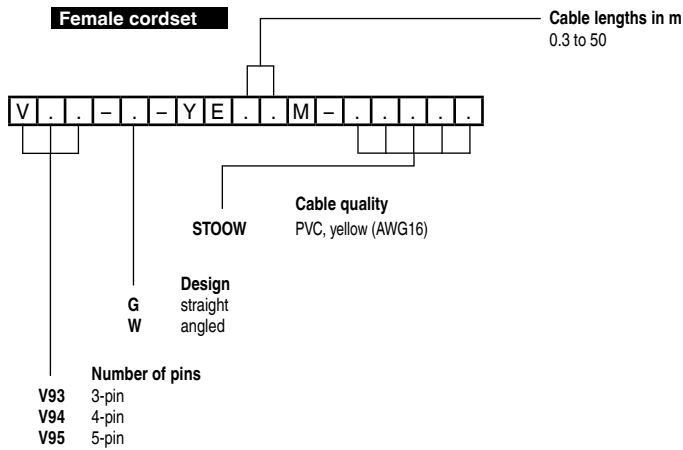 Female cordset
Cable lengths in m
0.3 to 50
V . . – . – Y E . . M – . . . . .
Cable quality
STOOW PVC, yellow (AWG16)
Design
G straight
W angled
Number of pins
V93 3-pin
V94 4-pin
V95 5-pin